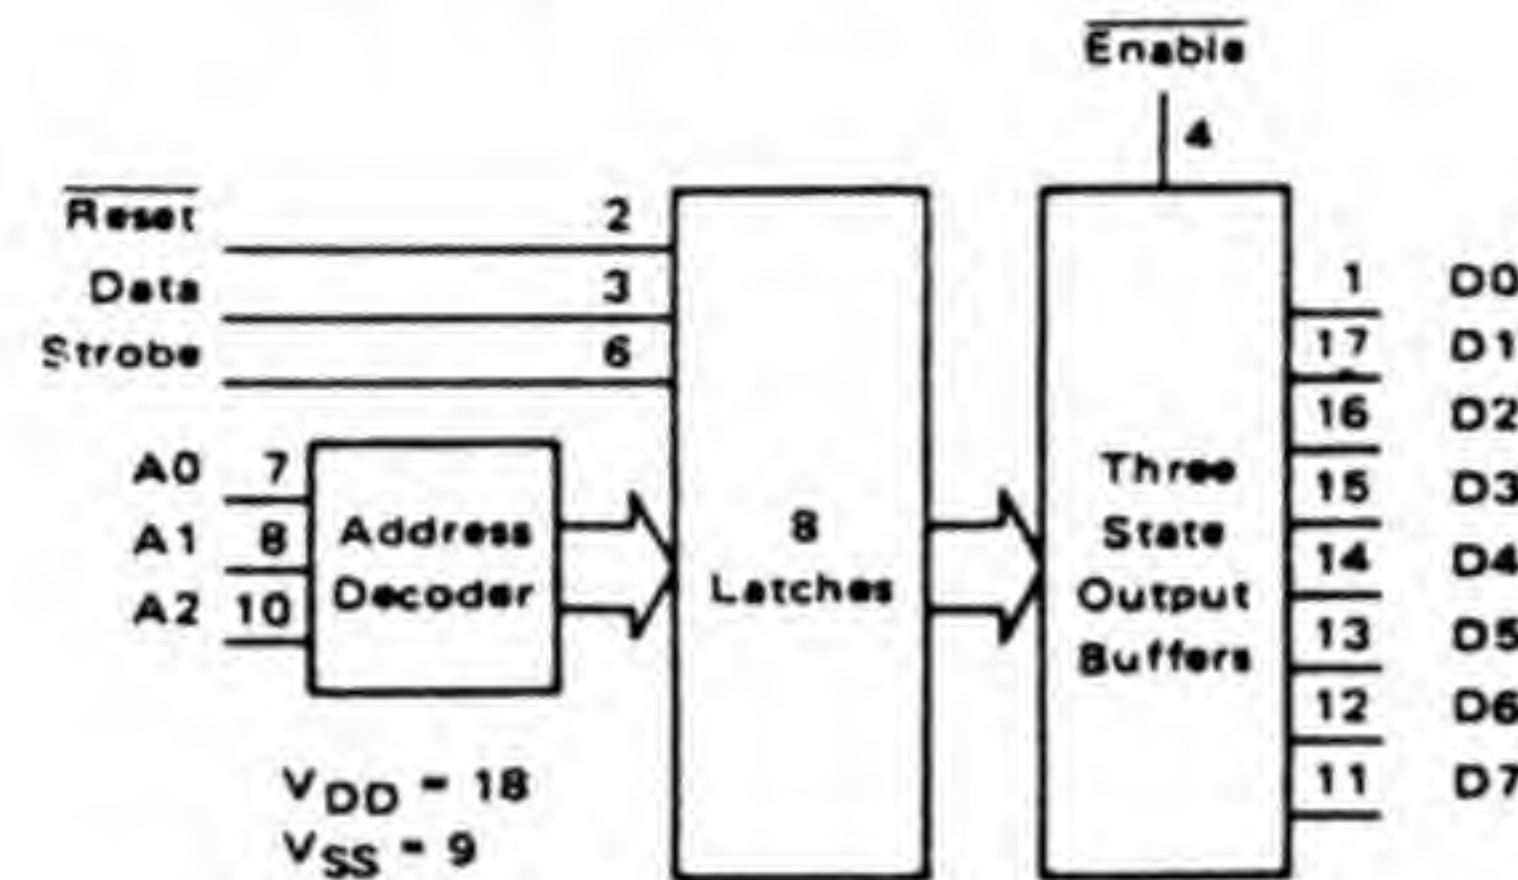 Enable
4
Reset 2
Data 3
Strobe 6
A0 7
A1 8
A2 10
Address
Decoder
8
Latches
Three
State
Output
Buffers
1 D0
17 D1
16 D2
15 D3
14 D4
13 D5
12 D6
11 D7
VDD = 18
VSS = 9